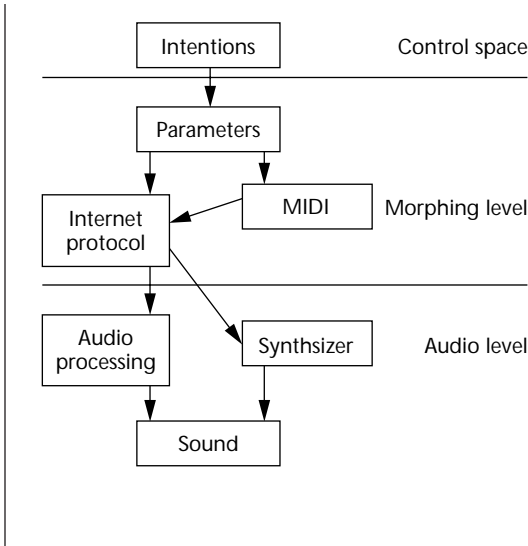 Intentions
Control space
Parameters
Internet
protocol
MIDI
Morphing level
Audio
processing
Synthsizer
Audio level
Sound